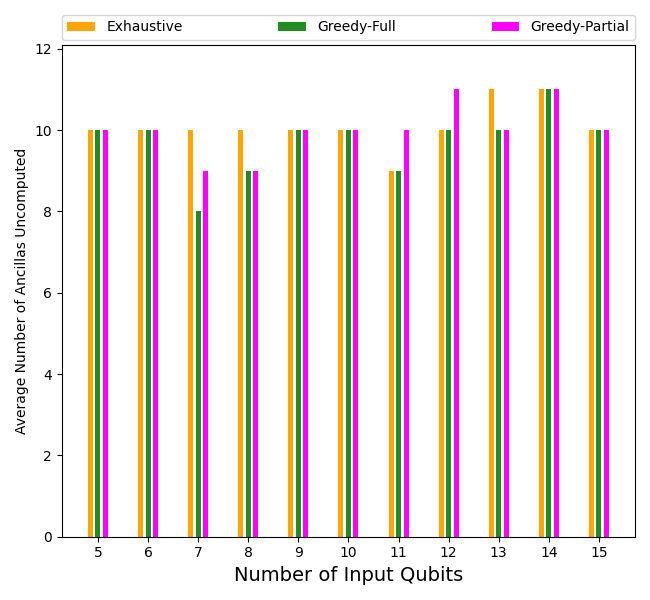 Exhaustive Greedy-Full Greedy-Partial
12
10
8
6
4
2
0
Average Number of Ancillas Uncomputed
5 6 7 8 9 10 11 12 13 14 15
Number of Input Qubits